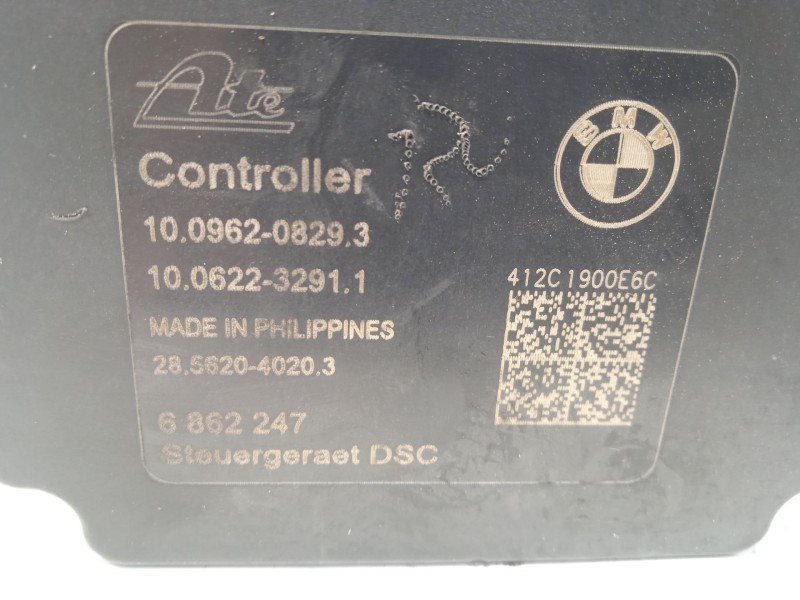 Ate
BMW
Controller
10.0962-0829.3
10.0622-3291.1
412C1900E6C
MADE IN PHILIPPINES
28.5620-4020.3
6 862 247
Steuergeraet DSC